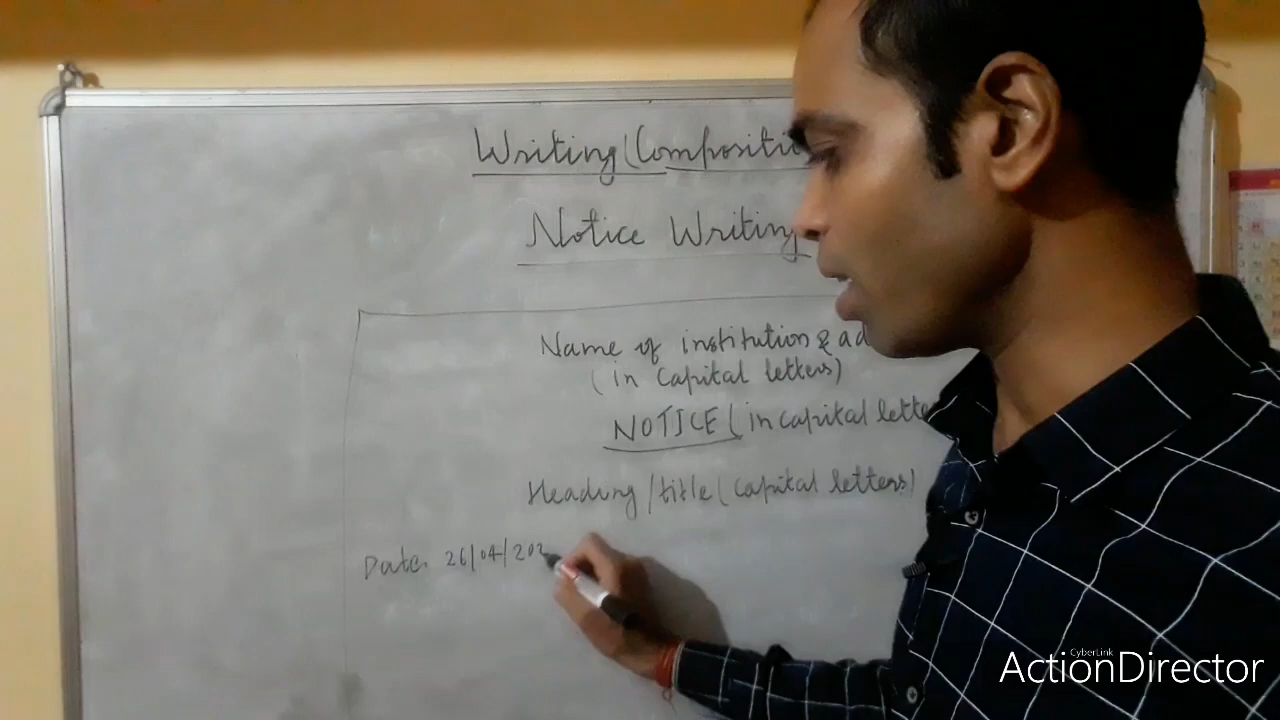 Writing (Compositi
Notice Writing
Name of institution & ad
(in Capital letters)
NOTICE (in capital lette
Heading/title (Capital letters)
Date. 26/04/202
CyberLink
ActionDirector